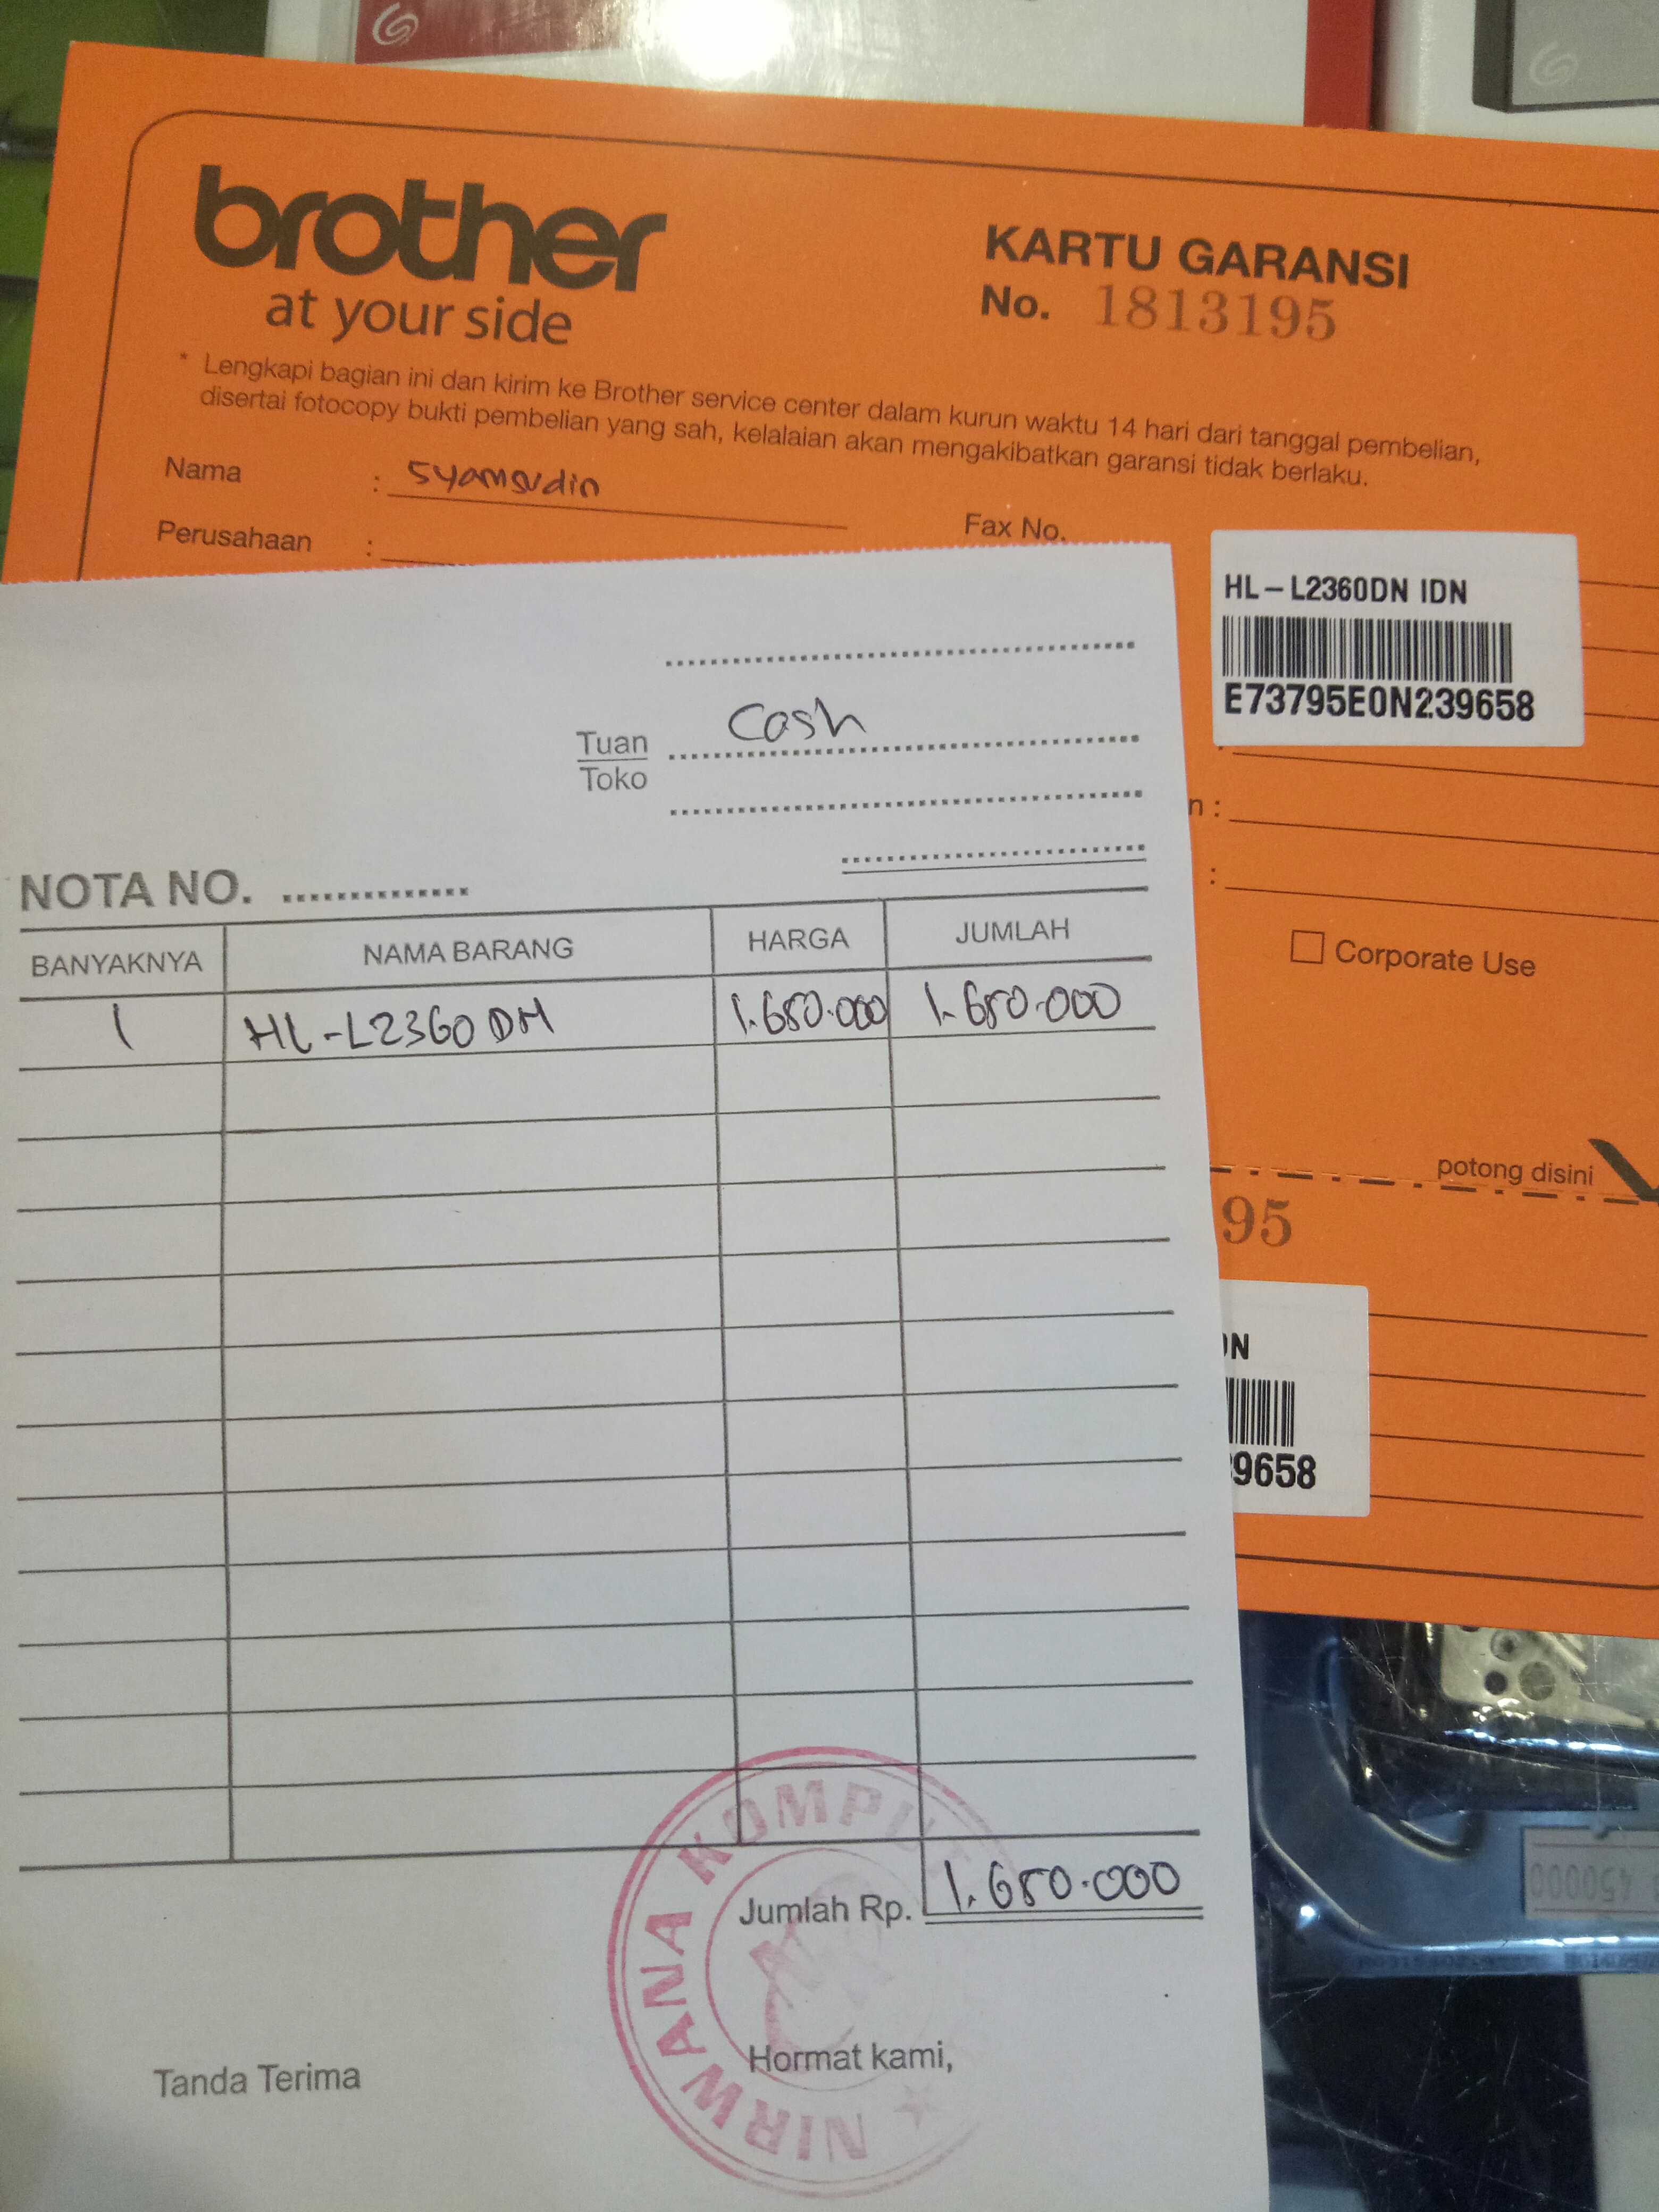 brother
at your side
KARTU GARANSI
No. 1813195
* Lengkapi bagian ini dan kirim ke Brother service center dalam kurun waktu 14 hari dari tanggal pembelian,
disertai fotocopy bukti pembelian yang sah, kelalaian akan mengakibatkan garansi tidak berlaku.
Nama : Syamsudin
Perusahaan :
Fax No.
HL-L2360DN IDN
E73795E0N239658
n :
:
Corporate Use
potong disini
95
DN
39658
Cash
Tuan
Toko
NOTA NO. ..............
BANYAKNYA NAMA BARANG HARGA JUMLAH
1 HL-L2360DN 1.650.000 1.650.000
Jumlah Rp. 1.650.000
Tanda Terima
Hormat kami,
NIRWANA KOMPU
450000